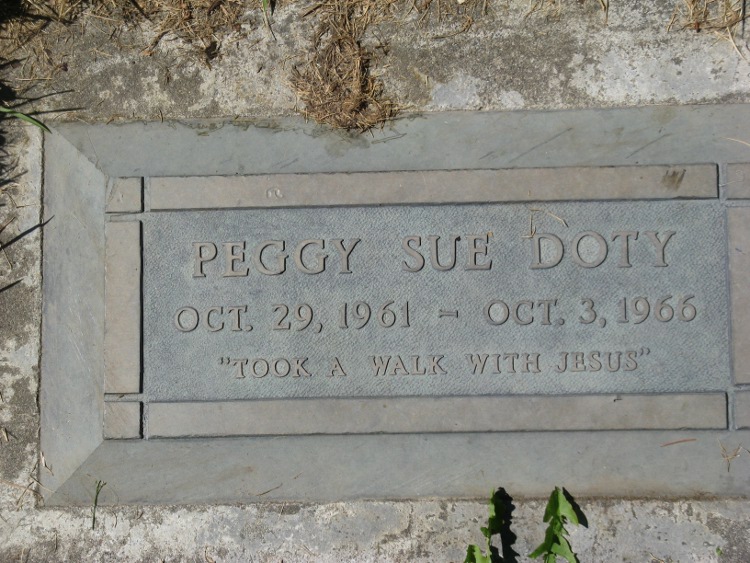 PEGGY SUE DOTY
OCT. 29, 1961 - OCT. 3, 1966
"TOOK A WALK WITH JESUS"